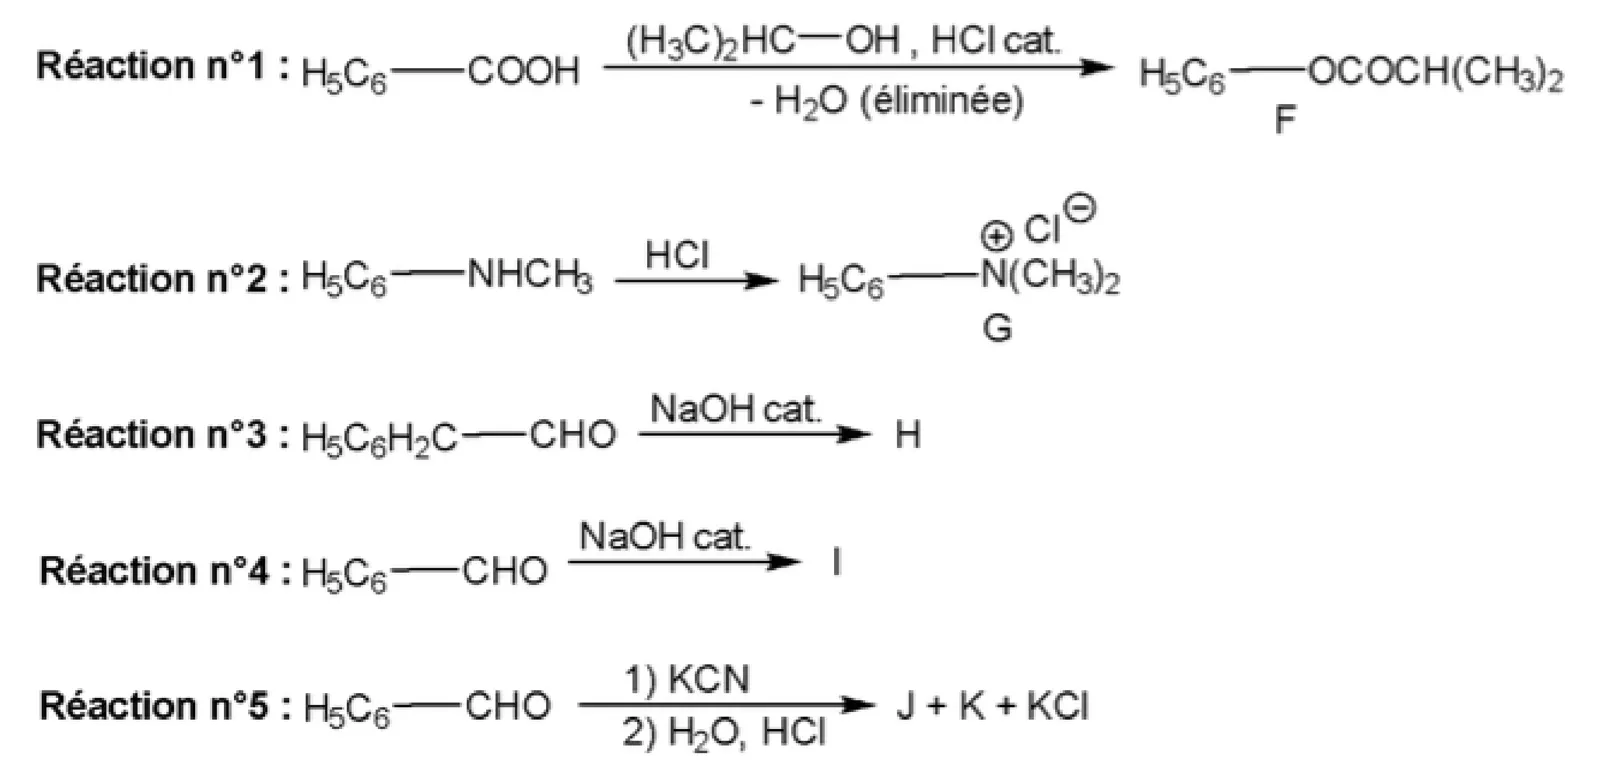 (H₃C)₂HC—OH , HCl cat.
Réaction n°1 : H₅C₆—COOH → H₅C₆—OCOCH(CH₃)₂
- H₂O (éliminée)
F
⊕ Cl⊖
HCl
Réaction n°2 : H₅C₆—NHCH₃ → H₅C₆—N(CH₃)₂
G
NaOH cat.
Réaction n°3 : H₅C₆H₂C—CHO → H
NaOH cat.
Réaction n°4 : H₅C₆—CHO → I
1) KCN
Réaction n°5 : H₅C₆—CHO → J + K + KCl
2) H₂O, HCl